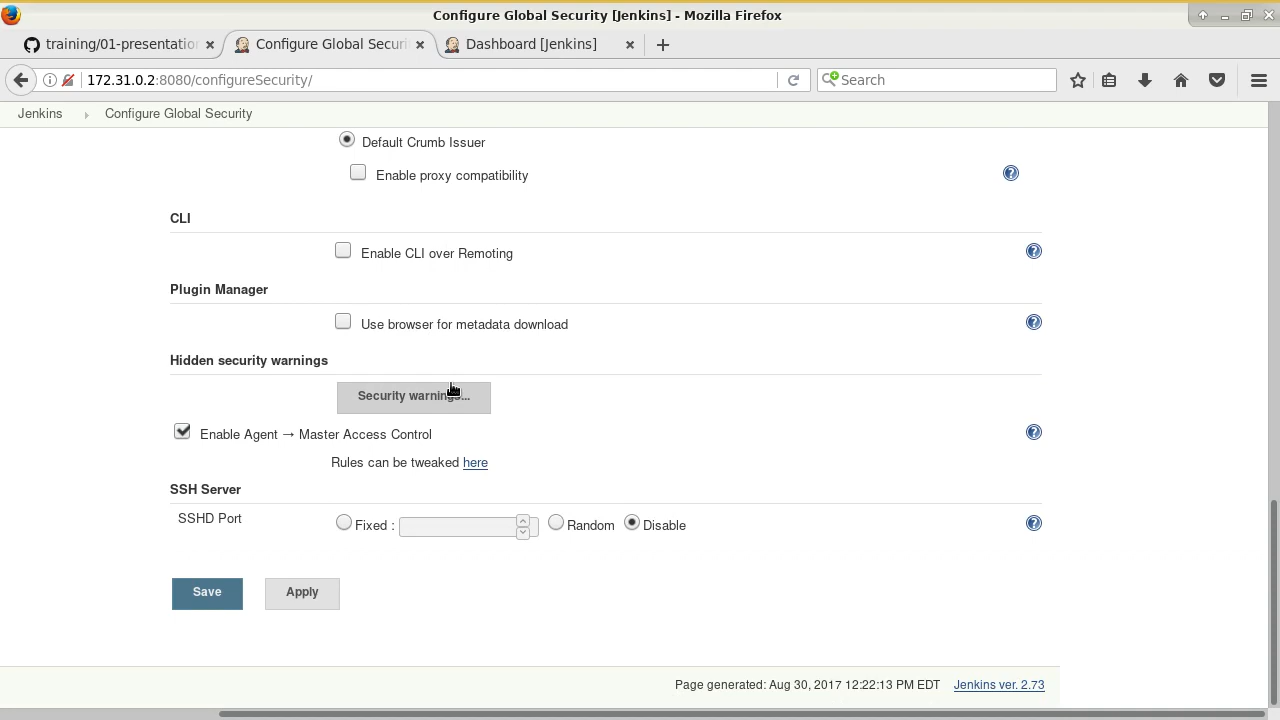 Configure Global Security [Jenkins] - Mozilla Firefox
training/01-presentation
Configure Global Securi
Dashboard [Jenkins]
172.31.0.2:8080/configureSecurity/
Search
Jenkins
Configure Global Security
Default Crumb Issuer
Enable proxy compatibility
CLI
Enable CLI over Remoting
Plugin Manager
Use browser for metadata download
Hidden security warnings
Security warnings...
Enable Agent → Master Access Control
Rules can be tweaked here
SSH Server
SSHD Port
Fixed :
Random
Disable
Save
Apply
Page generated: Aug 30, 2017 12:22:13 PM EDT
Jenkins ver. 2.73